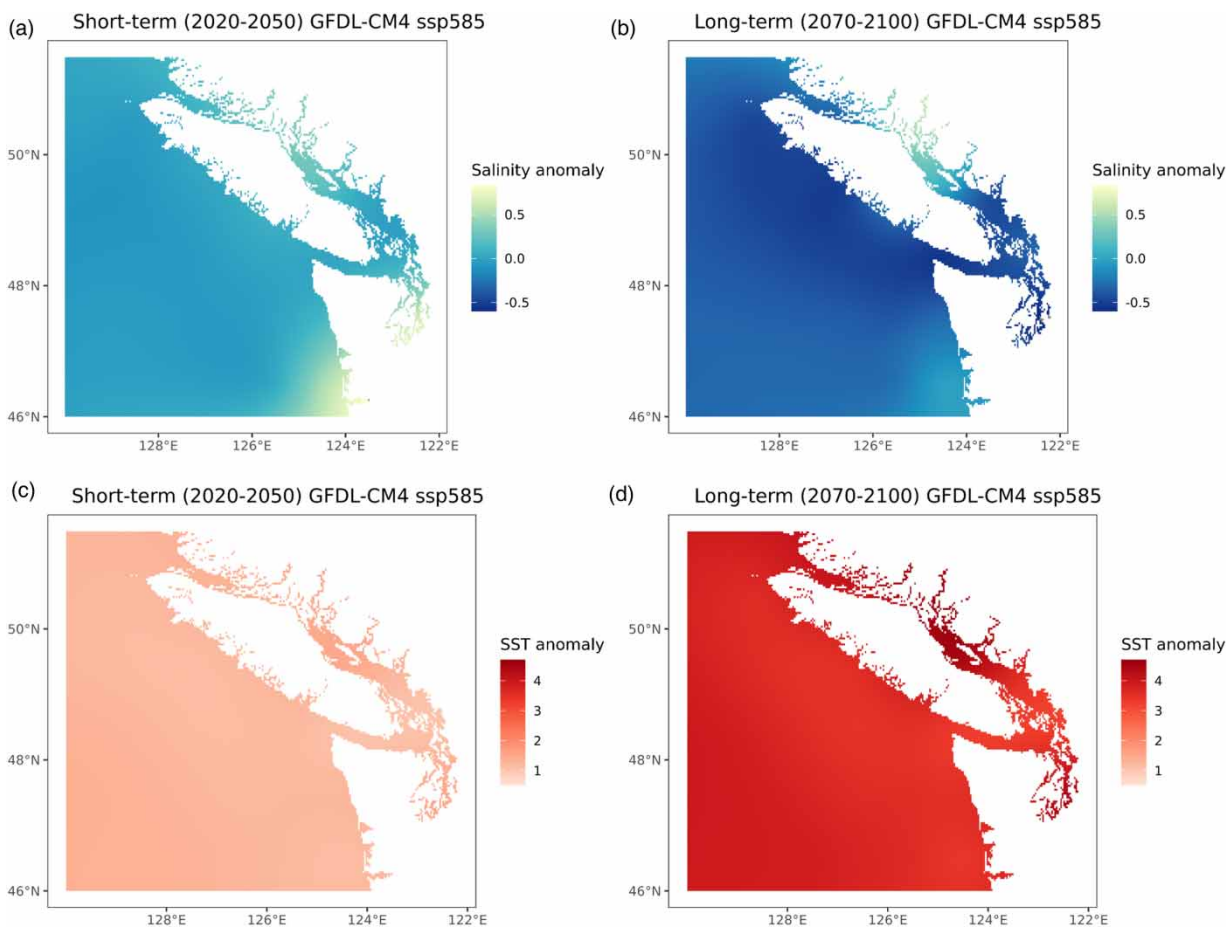 (a)
Short-term (2020-2050) GFDL-CM4 ssp585
50°N
48°N
46°N
128°E
126°E
124°E
122°E
Salinity anomaly
0.5
0.0
-0.5
(b)
Long-term (2070-2100) GFDL-CM4 ssp585
50°N
48°N
46°N
128°E
126°E
124°E
122°E
Salinity anomaly
0.5
0.0
-0.5
(c)
Short-term (2020-2050) GFDL-CM4 ssp585
50°N
48°N
46°N
128°E
126°E
124°E
122°E
SST anomaly
4
3
2
1
(d)
Long-term (2070-2100) GFDL-CM4 ssp585
50°N
48°N
46°N
128°E
126°E
124°E
122°E
SST anomaly
4
3
2
1